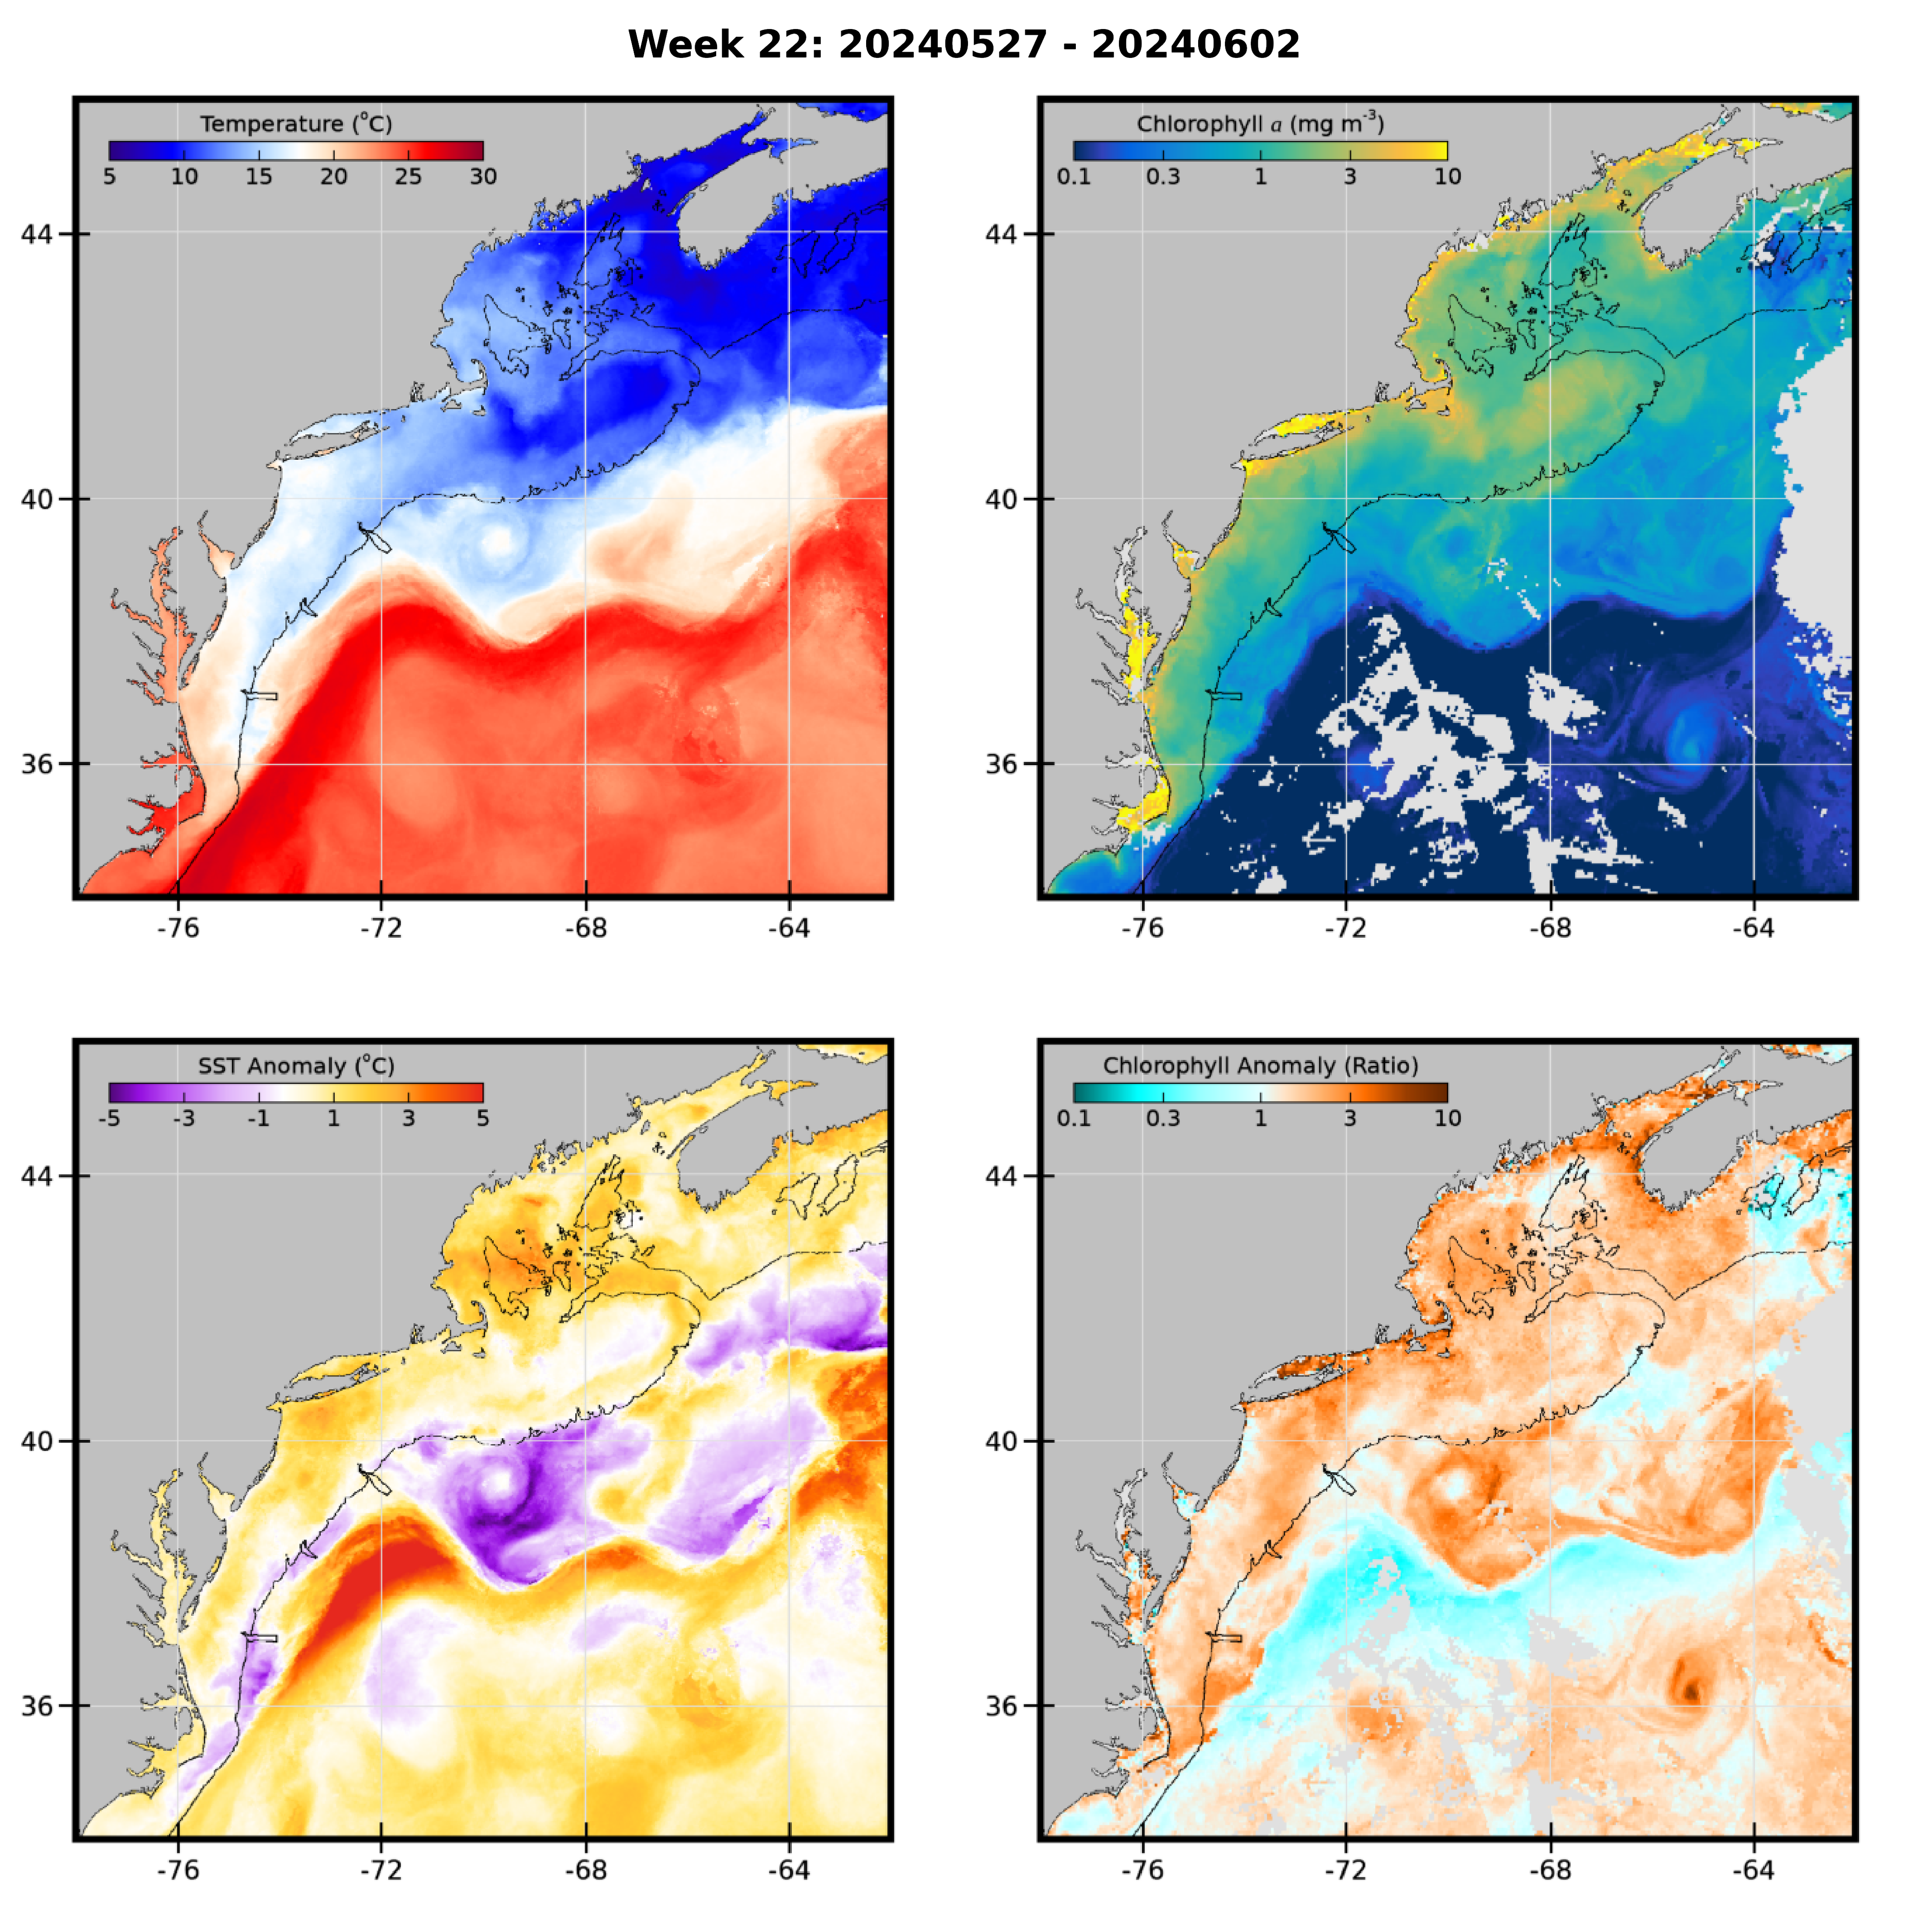 Week 22: 20240527 - 20240602
Temperature (°C)
5 10 15 20 25 30
44
40
36
-76 -72 -68 -64
Chlorophyll a (mg m⁻³)
0.1 0.3 1 3 10
44
40
36
-76 -72 -68 -64
SST Anomaly (°C)
-5 -3 -1 1 3 5
44
40
36
-76 -72 -68 -64
Chlorophyll Anomaly (Ratio)
0.1 0.3 1 3 10
44
40
36
-76 -72 -68 -64